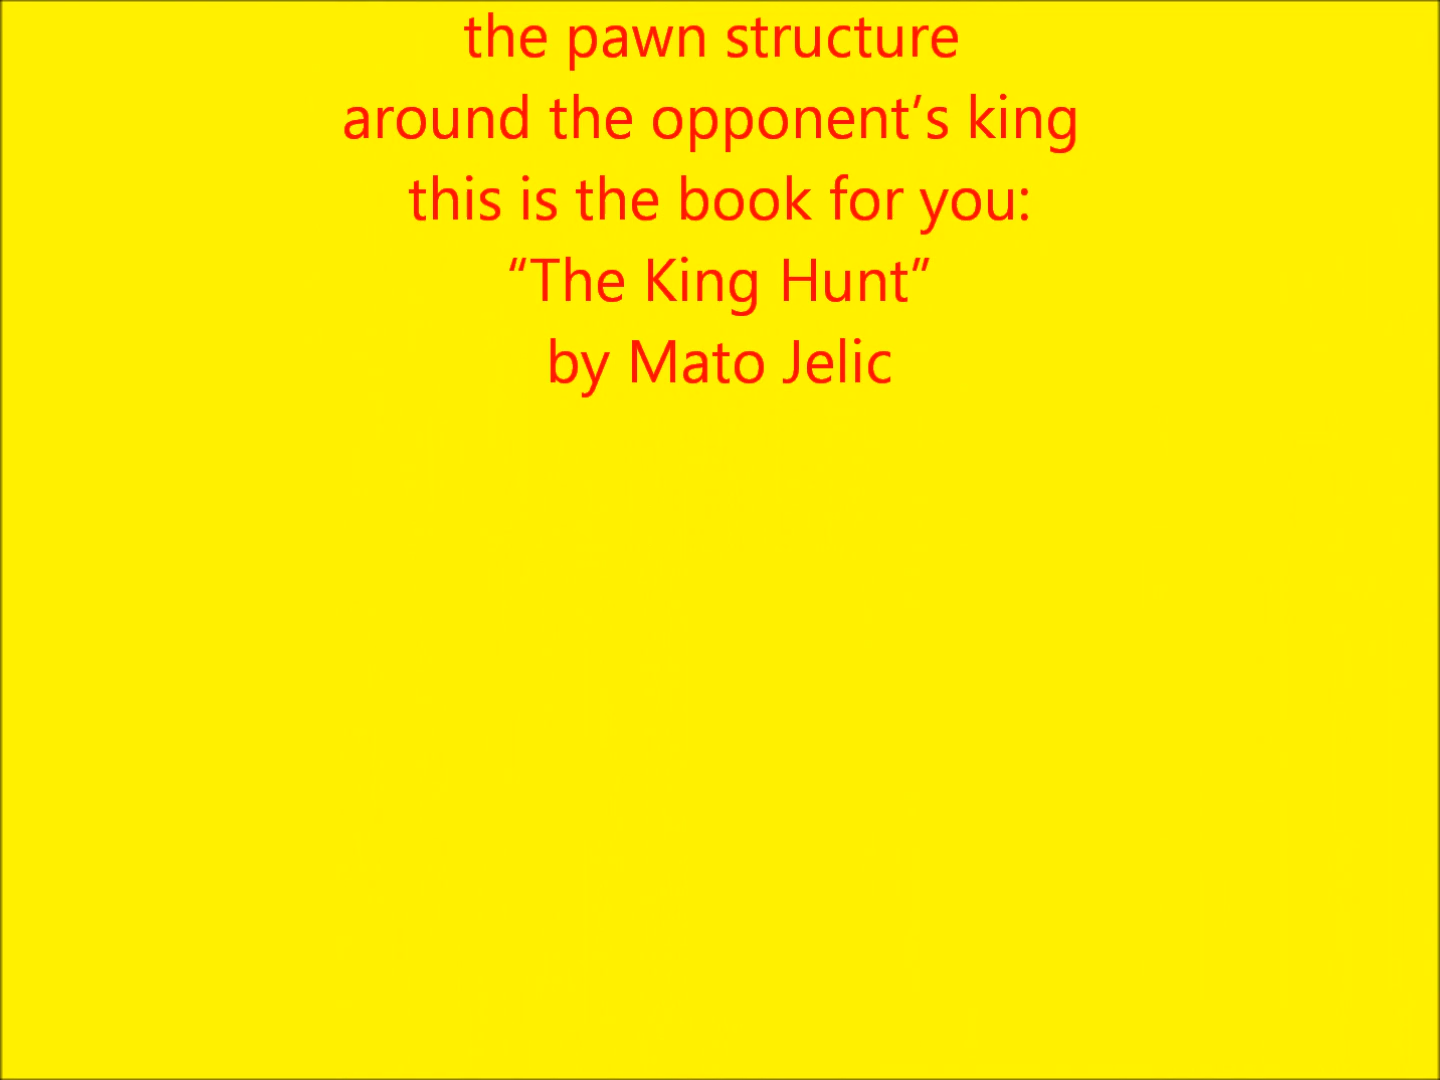 the pawn structure
around the opponent’s king
this is the book for you:
“The King Hunt”
by Mato Jelic